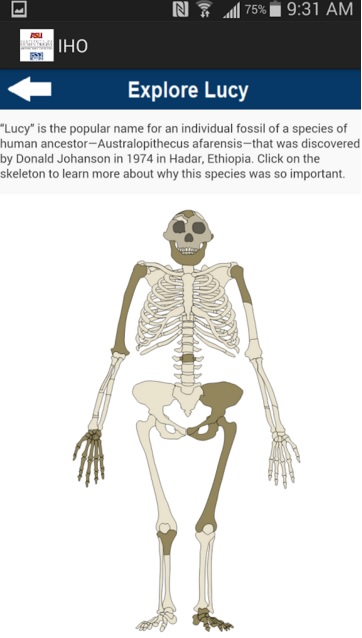 75% 9:31 AM
ASU
IHO
Explore Lucy
“Lucy” is the popular name for an individual fossil of a species of
human ancestor—Australopithecus afarensis—that was discovered
by Donald Johanson in 1974 in Hadar, Ethiopia. Click on the
skeleton to learn more about why this species was so important.